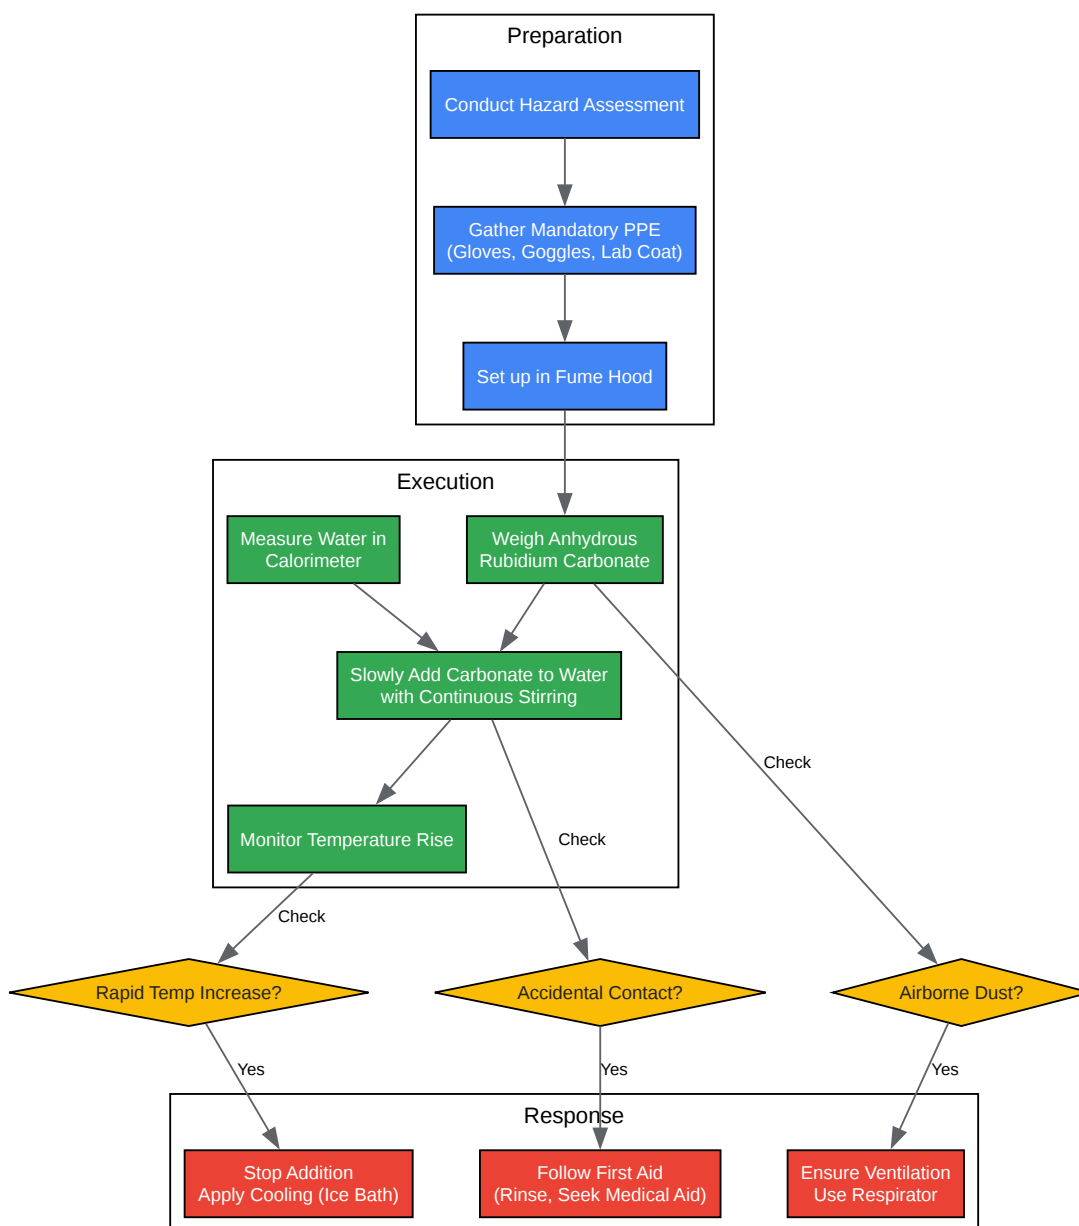 Preparation
Conduct Hazard Assessment
Gather Mandatory PPE
(Gloves, Goggles, Lab Coat)
Set up in Fume Hood
Execution
Measure Water in
Calorimeter
Weigh Anhydrous
Rubidium Carbonate
Slowly Add Carbonate to Water
with Continuous Stirring
Check
Monitor Temperature Rise
Check
Check
Rapid Temp Increase?
Accidental Contact?
Airborne Dust?
Yes
Yes
Yes
Response
Stop Addition
Apply Cooling (Ice Bath)
Follow First Aid
(Rinse, Seek Medical Aid)
Ensure Ventilation
Use Respirator